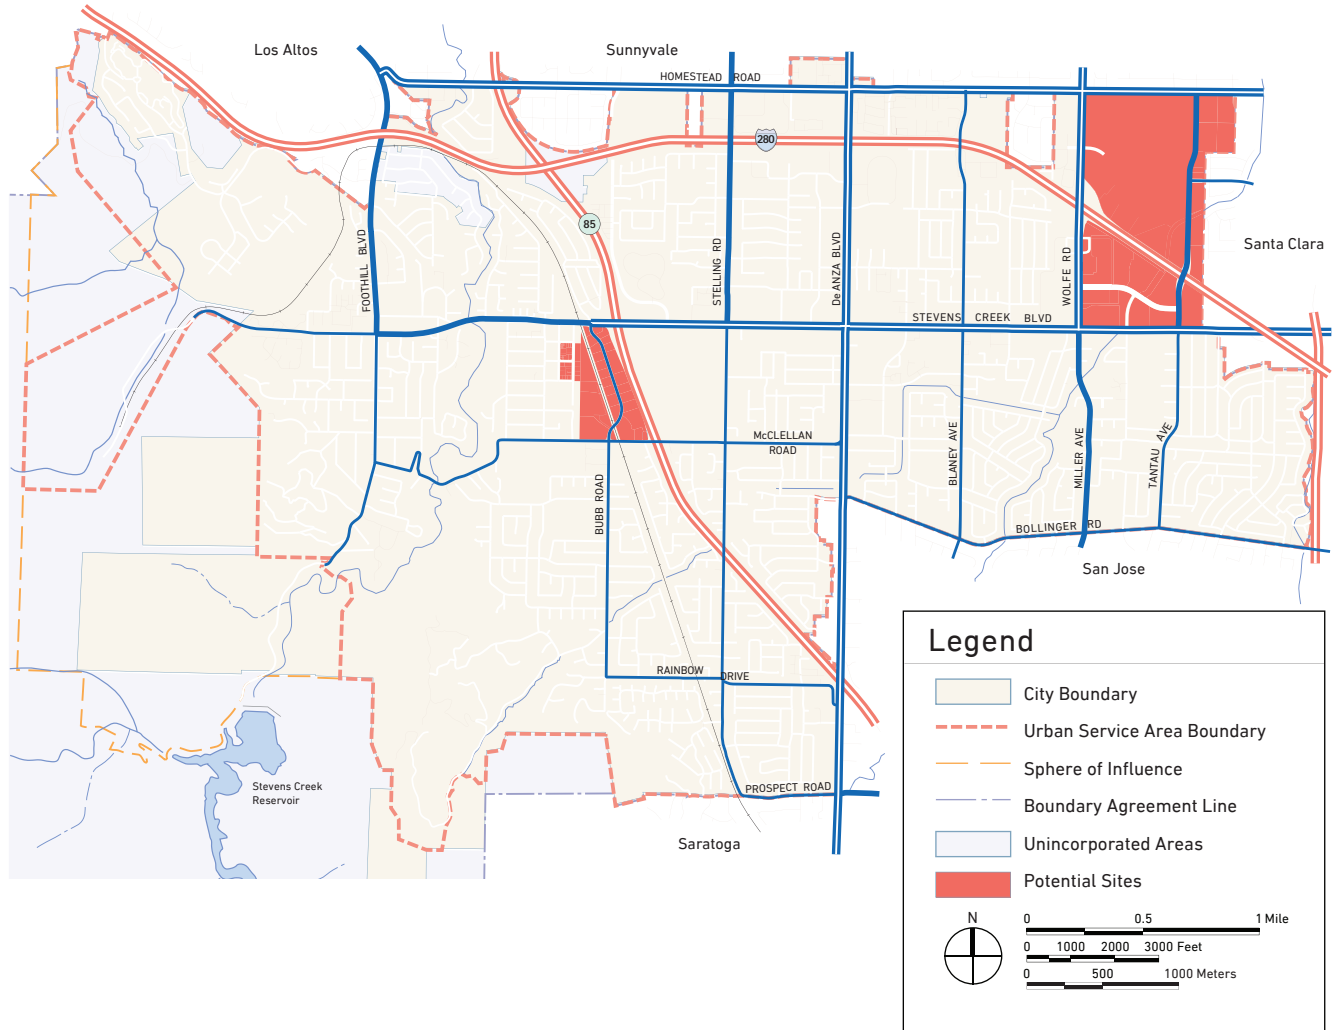 Los Altos
Sunnyvale
HOMESTEAD ROAD
280
85
FOOTHILL BLVD
STELLING RD
De ANZA BLVD
WOLFE RD
Santa Clara
STEVENS CREEK BLVD
McCLELLAN
ROAD
BUBB ROAD
BLANEY AVE
MILLER AVE
TANTAU AVE
BOLLINGER RD
San Jose
RAINBOW DRIVE
Stevens Creek
Reservoir
PROSPECT ROAD
Saratoga
Legend
City Boundary
Urban Service Area Boundary
Sphere of Influence
Boundary Agreement Line
Unincorporated Areas
Potential Sites
N
0 0.5 1 Mile
0 1000 2000 3000 Feet
0 500 1000 Meters